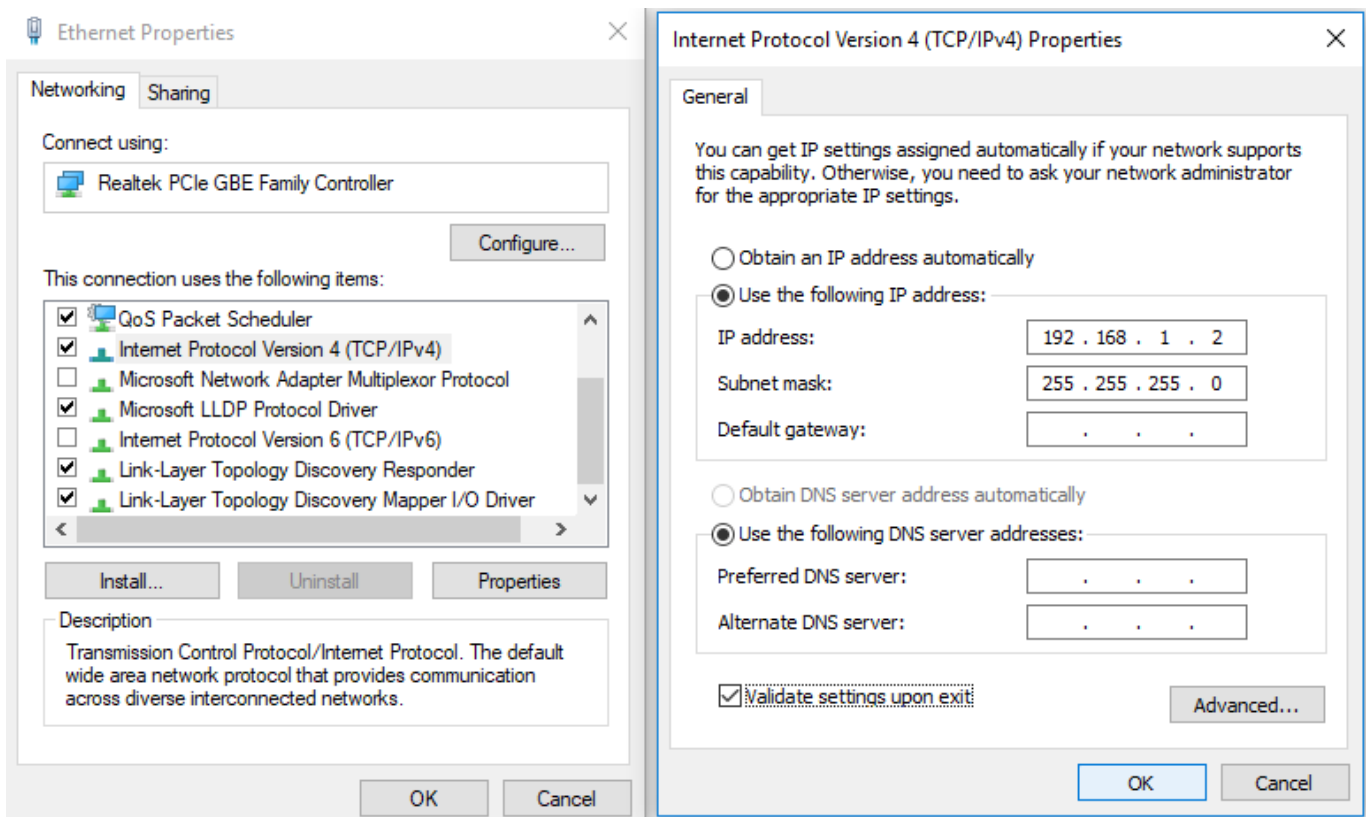 Ethernet Properties
Networking
Sharing
Connect using:
Realtek PCIe GBE Family Controller
Configure...
This connection uses the following items:
QoS Packet Scheduler
Internet Protocol Version 4 (TCP/IPv4)
Microsoft Network Adapter Multiplexor Protocol
Microsoft LLDP Protocol Driver
Internet Protocol Version 6 (TCP/IPv6)
Link-Layer Topology Discovery Responder
Link-Layer Topology Discovery Mapper I/O Driver
Install...
Uninstall
Properties
Description
Transmission Control Protocol/Internet Protocol. The default
wide area network protocol that provides communication
across diverse interconnected networks.
OK
Cancel
Internet Protocol Version 4 (TCP/IPv4) Properties
General
You can get IP settings assigned automatically if your network supports
this capability. Otherwise, you need to ask your network administrator
for the appropriate IP settings.
Obtain an IP address automatically
Use the following IP address:
IP address: 192 . 168 . 1 . 2
Subnet mask: 255 . 255 . 255 . 0
Default gateway: . . .
Obtain DNS server address automatically
Use the following DNS server addresses:
Preferred DNS server: . . .
Alternate DNS server: . . .
Validate settings upon exit
Advanced...
OK
Cancel